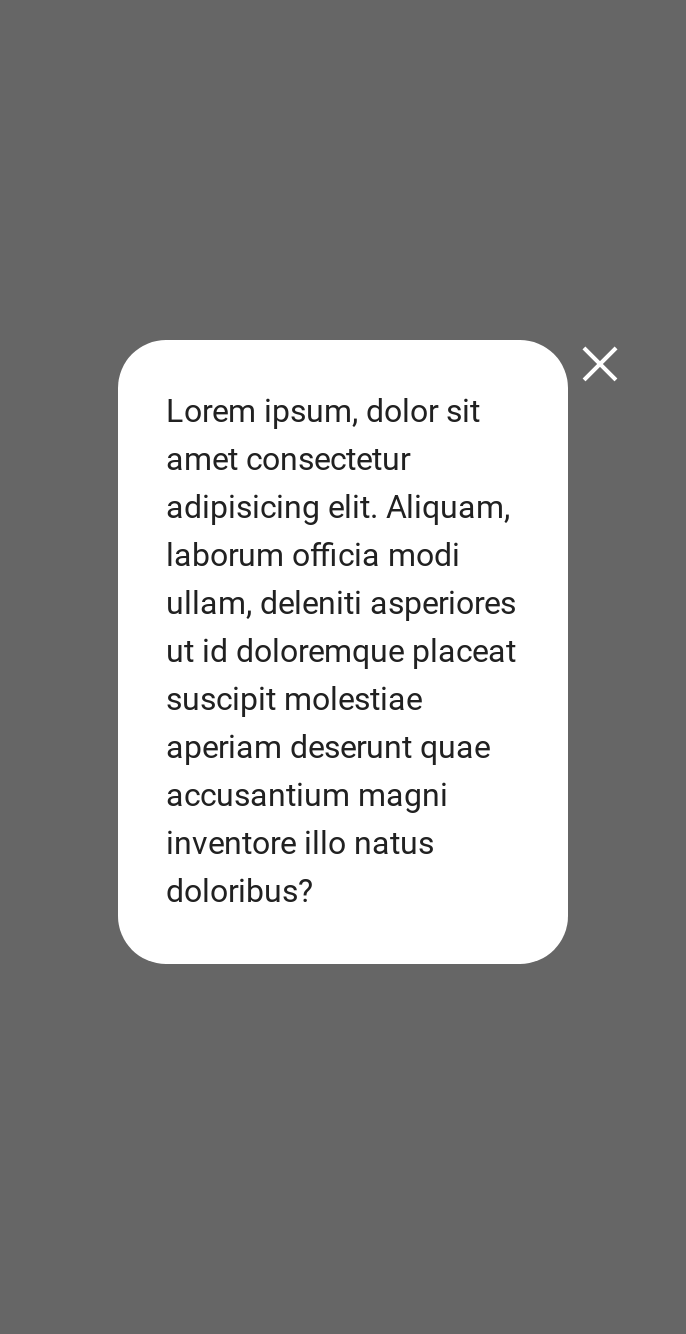 Lorem ipsum, dolor sit
amet consectetur
adipisicing elit. Aliquam,
laborum officia modi
ullam, deleniti asperiores
ut id doloremque placeat
suscipit molestiae
aperiam deserunt quae
accusantium magni
inventore illo natus
doloribus?